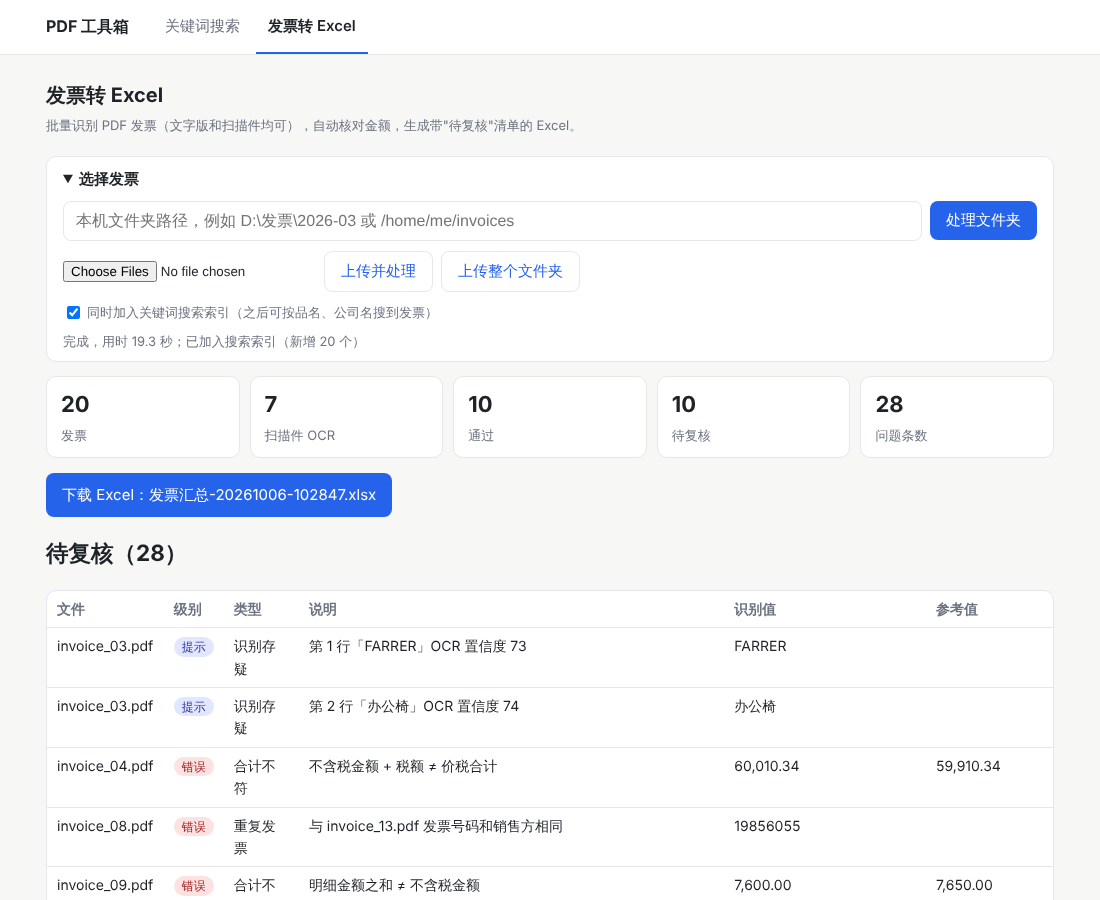 PDF 工具箱 关键词搜索 发票转 Excel
发票转 Excel
批量识别 PDF 发票（文字版和扫描件均可），自动核对金额，生成带"待复核"清单的 Excel。
▼ 选择发票
本机文件夹路径，例如 D:\发票\2026-03 或 /home/me/invoices 处理文件夹
Choose Files No file chosen 上传并处理 上传整个文件夹
同时加入关键词搜索索引（之后可按品名、公司名搜到发票）
完成，用时 19.3 秒；已加入搜索索引（新增 20 个）
20 7 10 10 28
发票 扫描件 OCR 通过 待复核 问题条数
下载 Excel：发票汇总-20261006-102847.xlsx
待复核（28）
文件 级别 类型 说明 识别值 参考值
invoice_03.pdf 提示 识别存 第 1 行「FARRER」OCR 置信度 73 FARRER
疑
invoice_03.pdf 提示 识别存 第 2 行「办公椅」OCR 置信度 74 办公椅
疑
invoice_04.pdf 错误 合计不 不含税金额 + 税额 ≠ 价税合计 60,010.34 59,910.34
符
invoice_08.pdf 错误 重复发 与 invoice_13.pdf 发票号码和销售方相同 19856055
票
invoice_09.pdf 错误 合计不 明细金额之和 ≠ 不含税金额 7,600.00 7,650.00